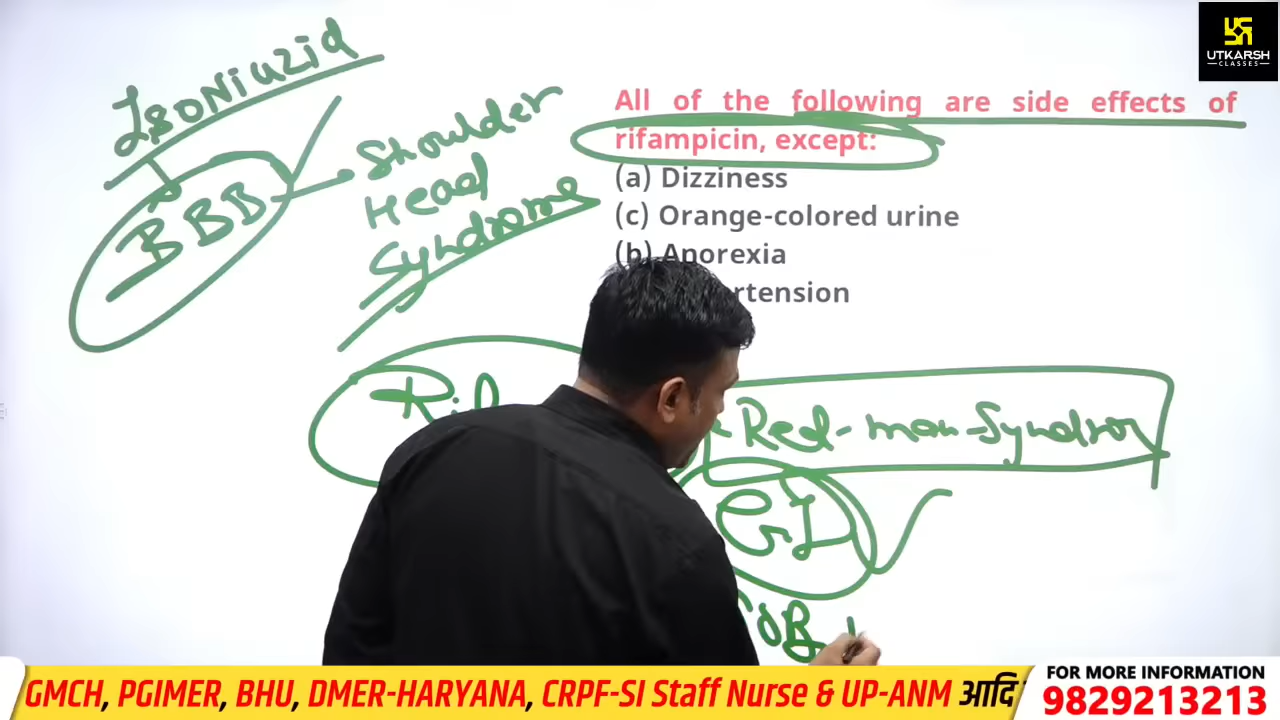 UTKARSH
CLASSES
Isoniuzid
BBB
Shoulder
Head
Syndrome
All of the following are side effects of
rifampicin, except:
(a) Dizziness
(c) Orange-colored urine
(b) Anorexia
rtension
Red-man-Syndrom
GI
GMCH, PGIMER, BHU, DMER-HARYANA, CRPF-SI Staff Nurse & UP-ANM आदि
FOR MORE INFORMATION
9829213213